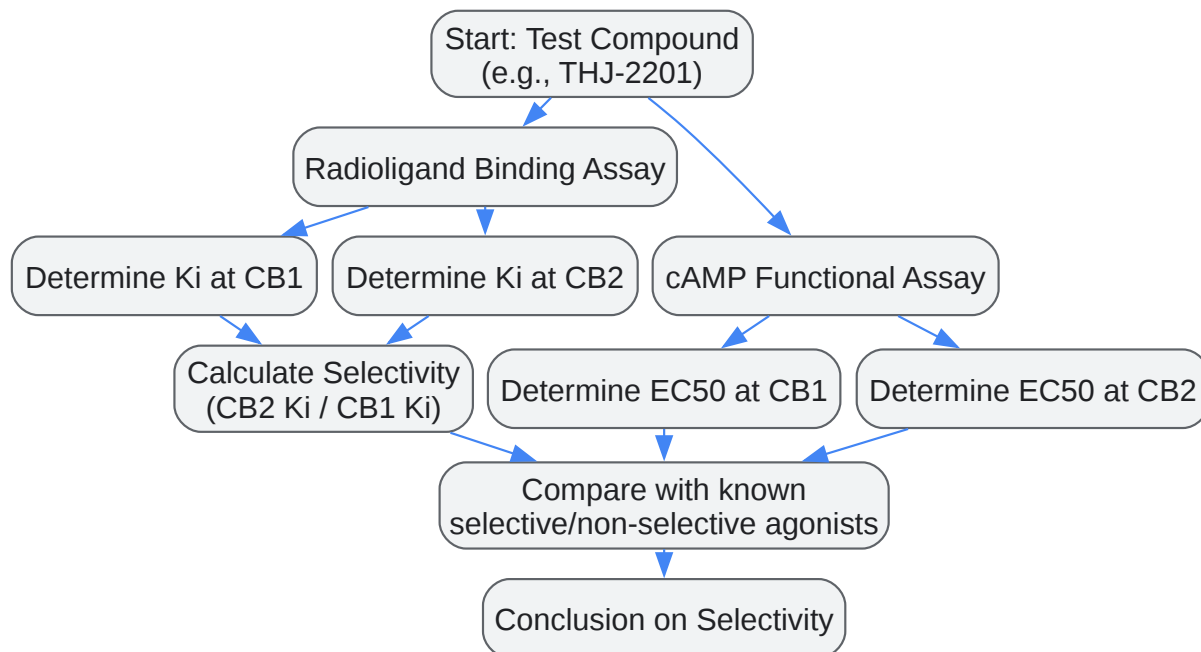 Start: Test Compound
(e.g., THJ-2201)
Radioligand Binding Assay
Determine Ki at CB1
Determine Ki at CB2
cAMP Functional Assay
Calculate Selectivity
(CB2 Ki / CB1 Ki)
Determine EC50 at CB1
Determine EC50 at CB2
Compare with known
selective/non-selective agonists
Conclusion on Selectivity